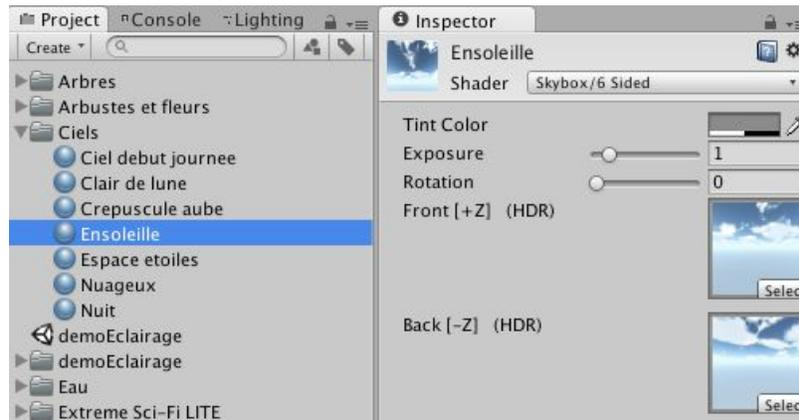 Project
Console
Lighting
Create
Arbres
Arbustes et fleurs
Ciels
Ciel debut journee
Clair de lune
Crepuscule aube
Ensoleille
Espace etoiles
Nuageux
Nuit
demoEclairage
demoEclairage
Eau
Extreme Sci-Fi LITE
Inspector
Ensoleille
Shader Skybox/6 Sided
Tint Color
Exposure 1
Rotation 0
Front [+Z] (HDR)
Selec
Back [-Z] (HDR)
Selec